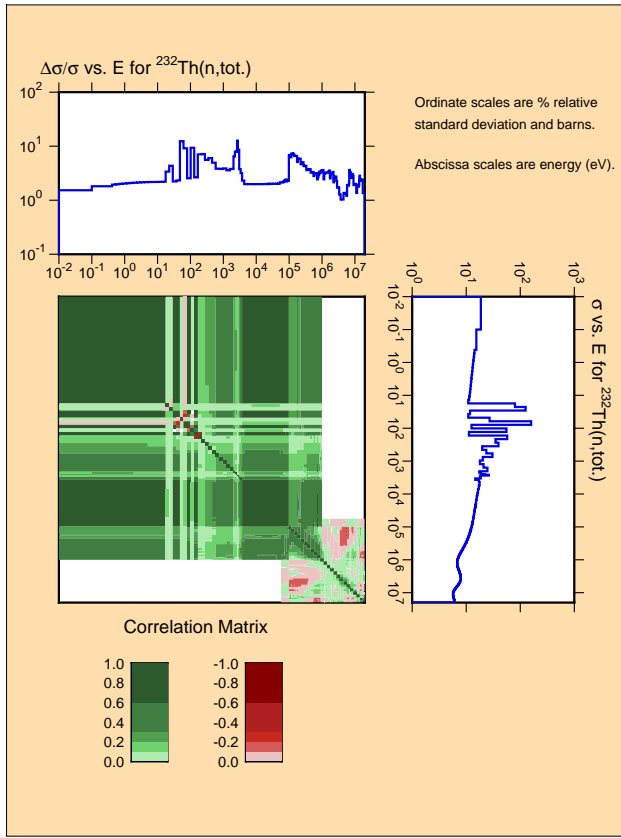 Δσ/σ vs. E for ²³²Th(n,tot.)
Ordinate scales are % relative
standard deviation and barns.
Abscissa scales are energy (eV).
10²
10¹
10⁰
10⁻¹
10⁻² 10⁻¹ 10⁰ 10¹ 10² 10³ 10⁴ 10⁵ 10⁶ 10⁷
10⁰ 10¹ 10² 10³
σ vs. E for ²³²Th(n,tot.)
10⁻²
10⁻¹
10⁰
10¹
10²
10³
10⁴
10⁵
10⁶
10⁷
Correlation Matrix
1.0 -1.0
0.8 -0.8
0.6 -0.6
0.4 -0.4
0.2 -0.2
0.0 0.0